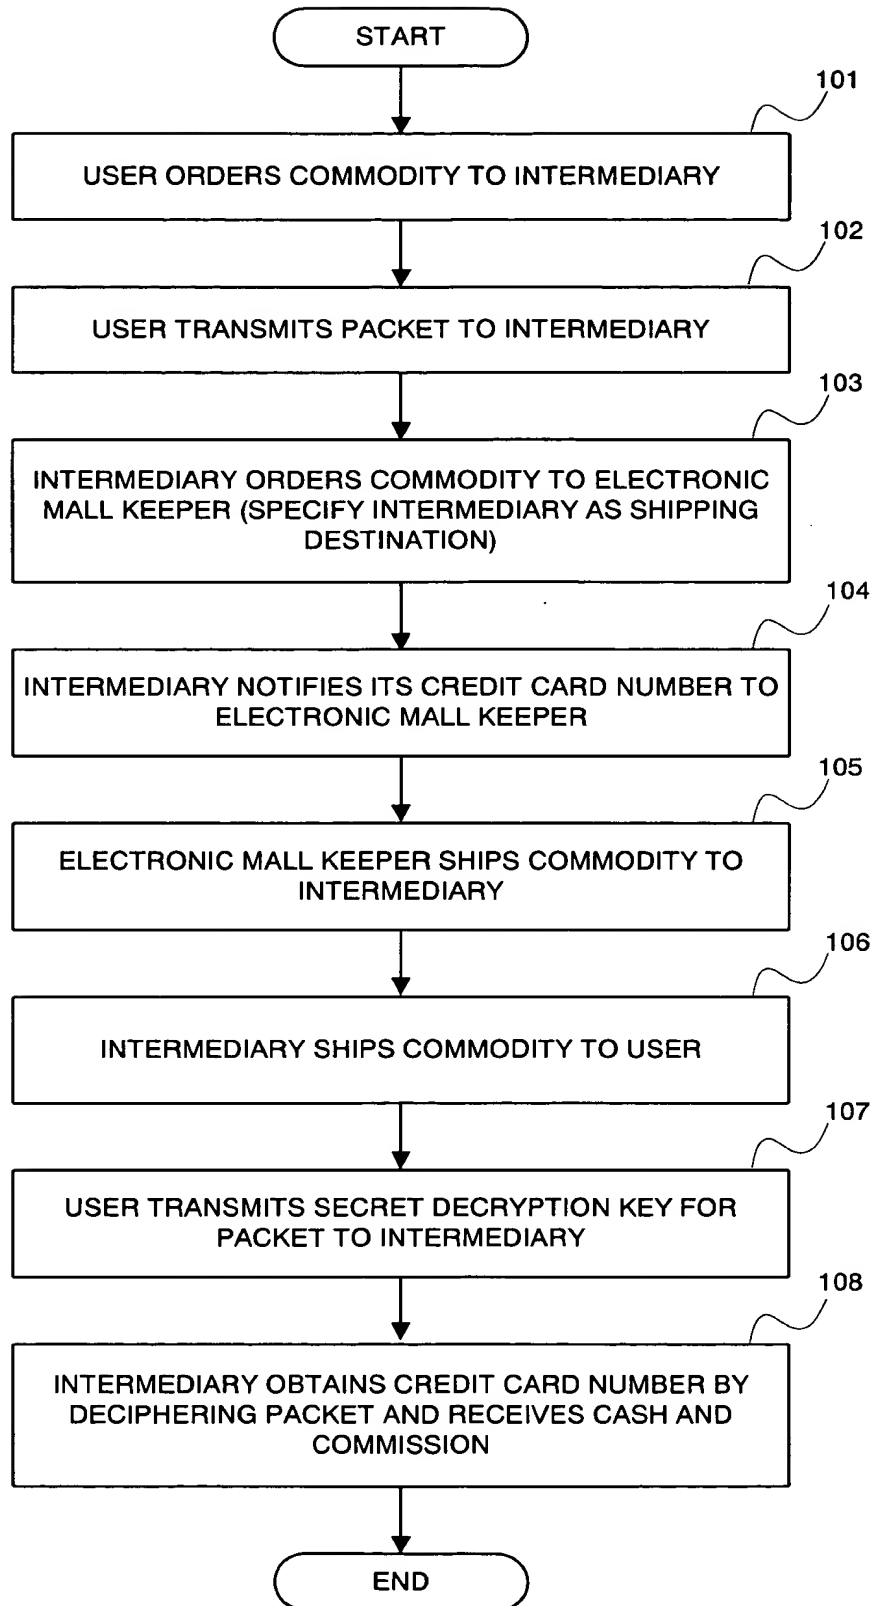 START
101
USER ORDERS COMMODITY TO INTERMEDIARY
102
USER TRANSMITS PACKET TO INTERMEDIARY
103
INTERMEDIARY ORDERS COMMODITY TO ELECTRONIC
MALL KEEPER (SPECIFY INTERMEDIARY AS SHIPPING
DESTINATION)
104
INTERMEDIARY NOTIFIES ITS CREDIT CARD NUMBER TO
ELECTRONIC MALL KEEPER
105
ELECTRONIC MALL KEEPER SHIPS COMMODITY TO
INTERMEDIARY
106
INTERMEDIARY SHIPS COMMODITY TO USER
107
USER TRANSMITS SECRET DECRYPTION KEY FOR
PACKET TO INTERMEDIARY
108
INTERMEDIARY OBTAINS CREDIT CARD NUMBER BY
DECIPHERING PACKET AND RECEIVES CASH AND
COMMISSION
END